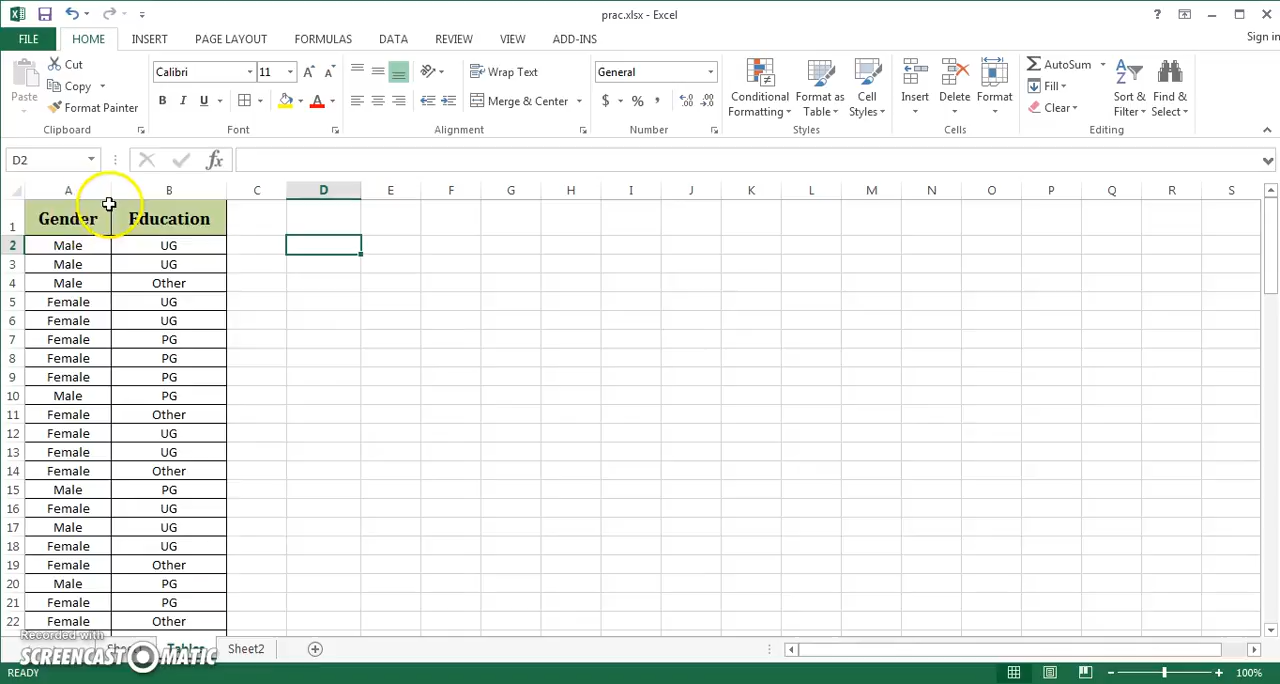 prac.xlsx - Excel
Sign in
FILE HOME INSERT PAGE LAYOUT FORMULAS DATA REVIEW VIEW ADD-INS
Paste
Cut
Copy
Format Painter
Clipboard
Calibri 11
B I U
Font
Wrap Text
Merge & Center
Alignment
General
$ % ,
Number
Conditional Formatting
Format as Table
Cell Styles
Styles
Insert Delete Format
Cells
AutoSum
Fill
Clear
Sort & Filter
Find & Select
Editing
D2
fx
A B C D E F G H I J K L M N O P Q R S
1 Gender Education
2 Male UG
3 Male UG
4 Male Other
5 Female UG
6 Female UG
7 Female PG
8 Female PG
9 Female PG
10 Male PG
11 Female Other
12 Female UG
13 Female UG
14 Female Other
15 Male PG
16 Female UG
17 Male UG
18 Female UG
19 Female Other
20 Male PG
21 Female PG
22 Female Other
Recorded with
SCREENCAST-O-MATIC
Sheet2
READY
100%